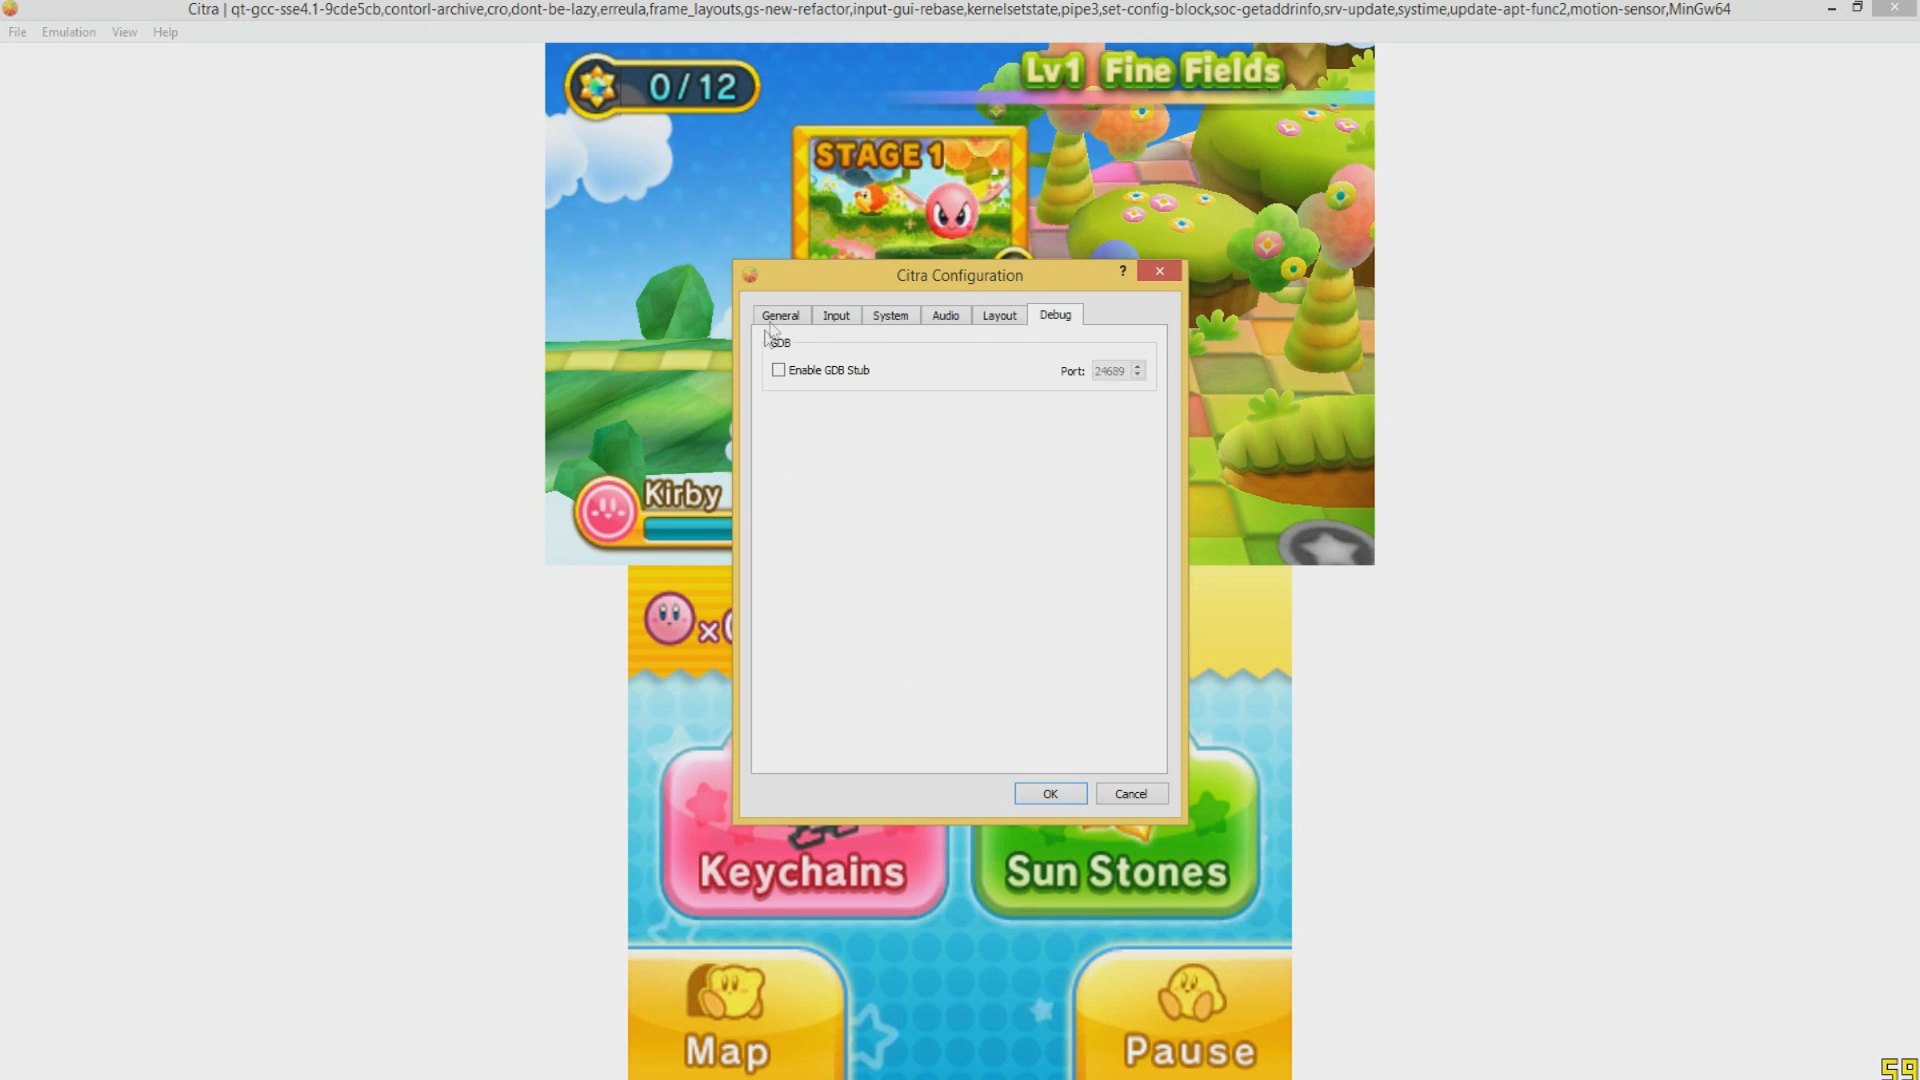 Citra | qt-gcc-sse4.1-9cde5cb,contorl-archive,cro,dont-be-lazy,erreula,frame_layouts,gs-new-refactor,input-gui-rebase,kernelsetstate,pipe3,set-config-block,soc-getaddrinfo,srv-update,systime,update-apt-func2,motion-sensor,MinGw64
File Emulation View Help
0/12
Lv1 Fine Fields
STAGE 1
Citra Configuration
General Input System Audio Layout Debug
GDB
Enable GDB Stub Port: 24689
Kirby
x
OK Cancel
Keychains Sun Stones
Map Pause
59